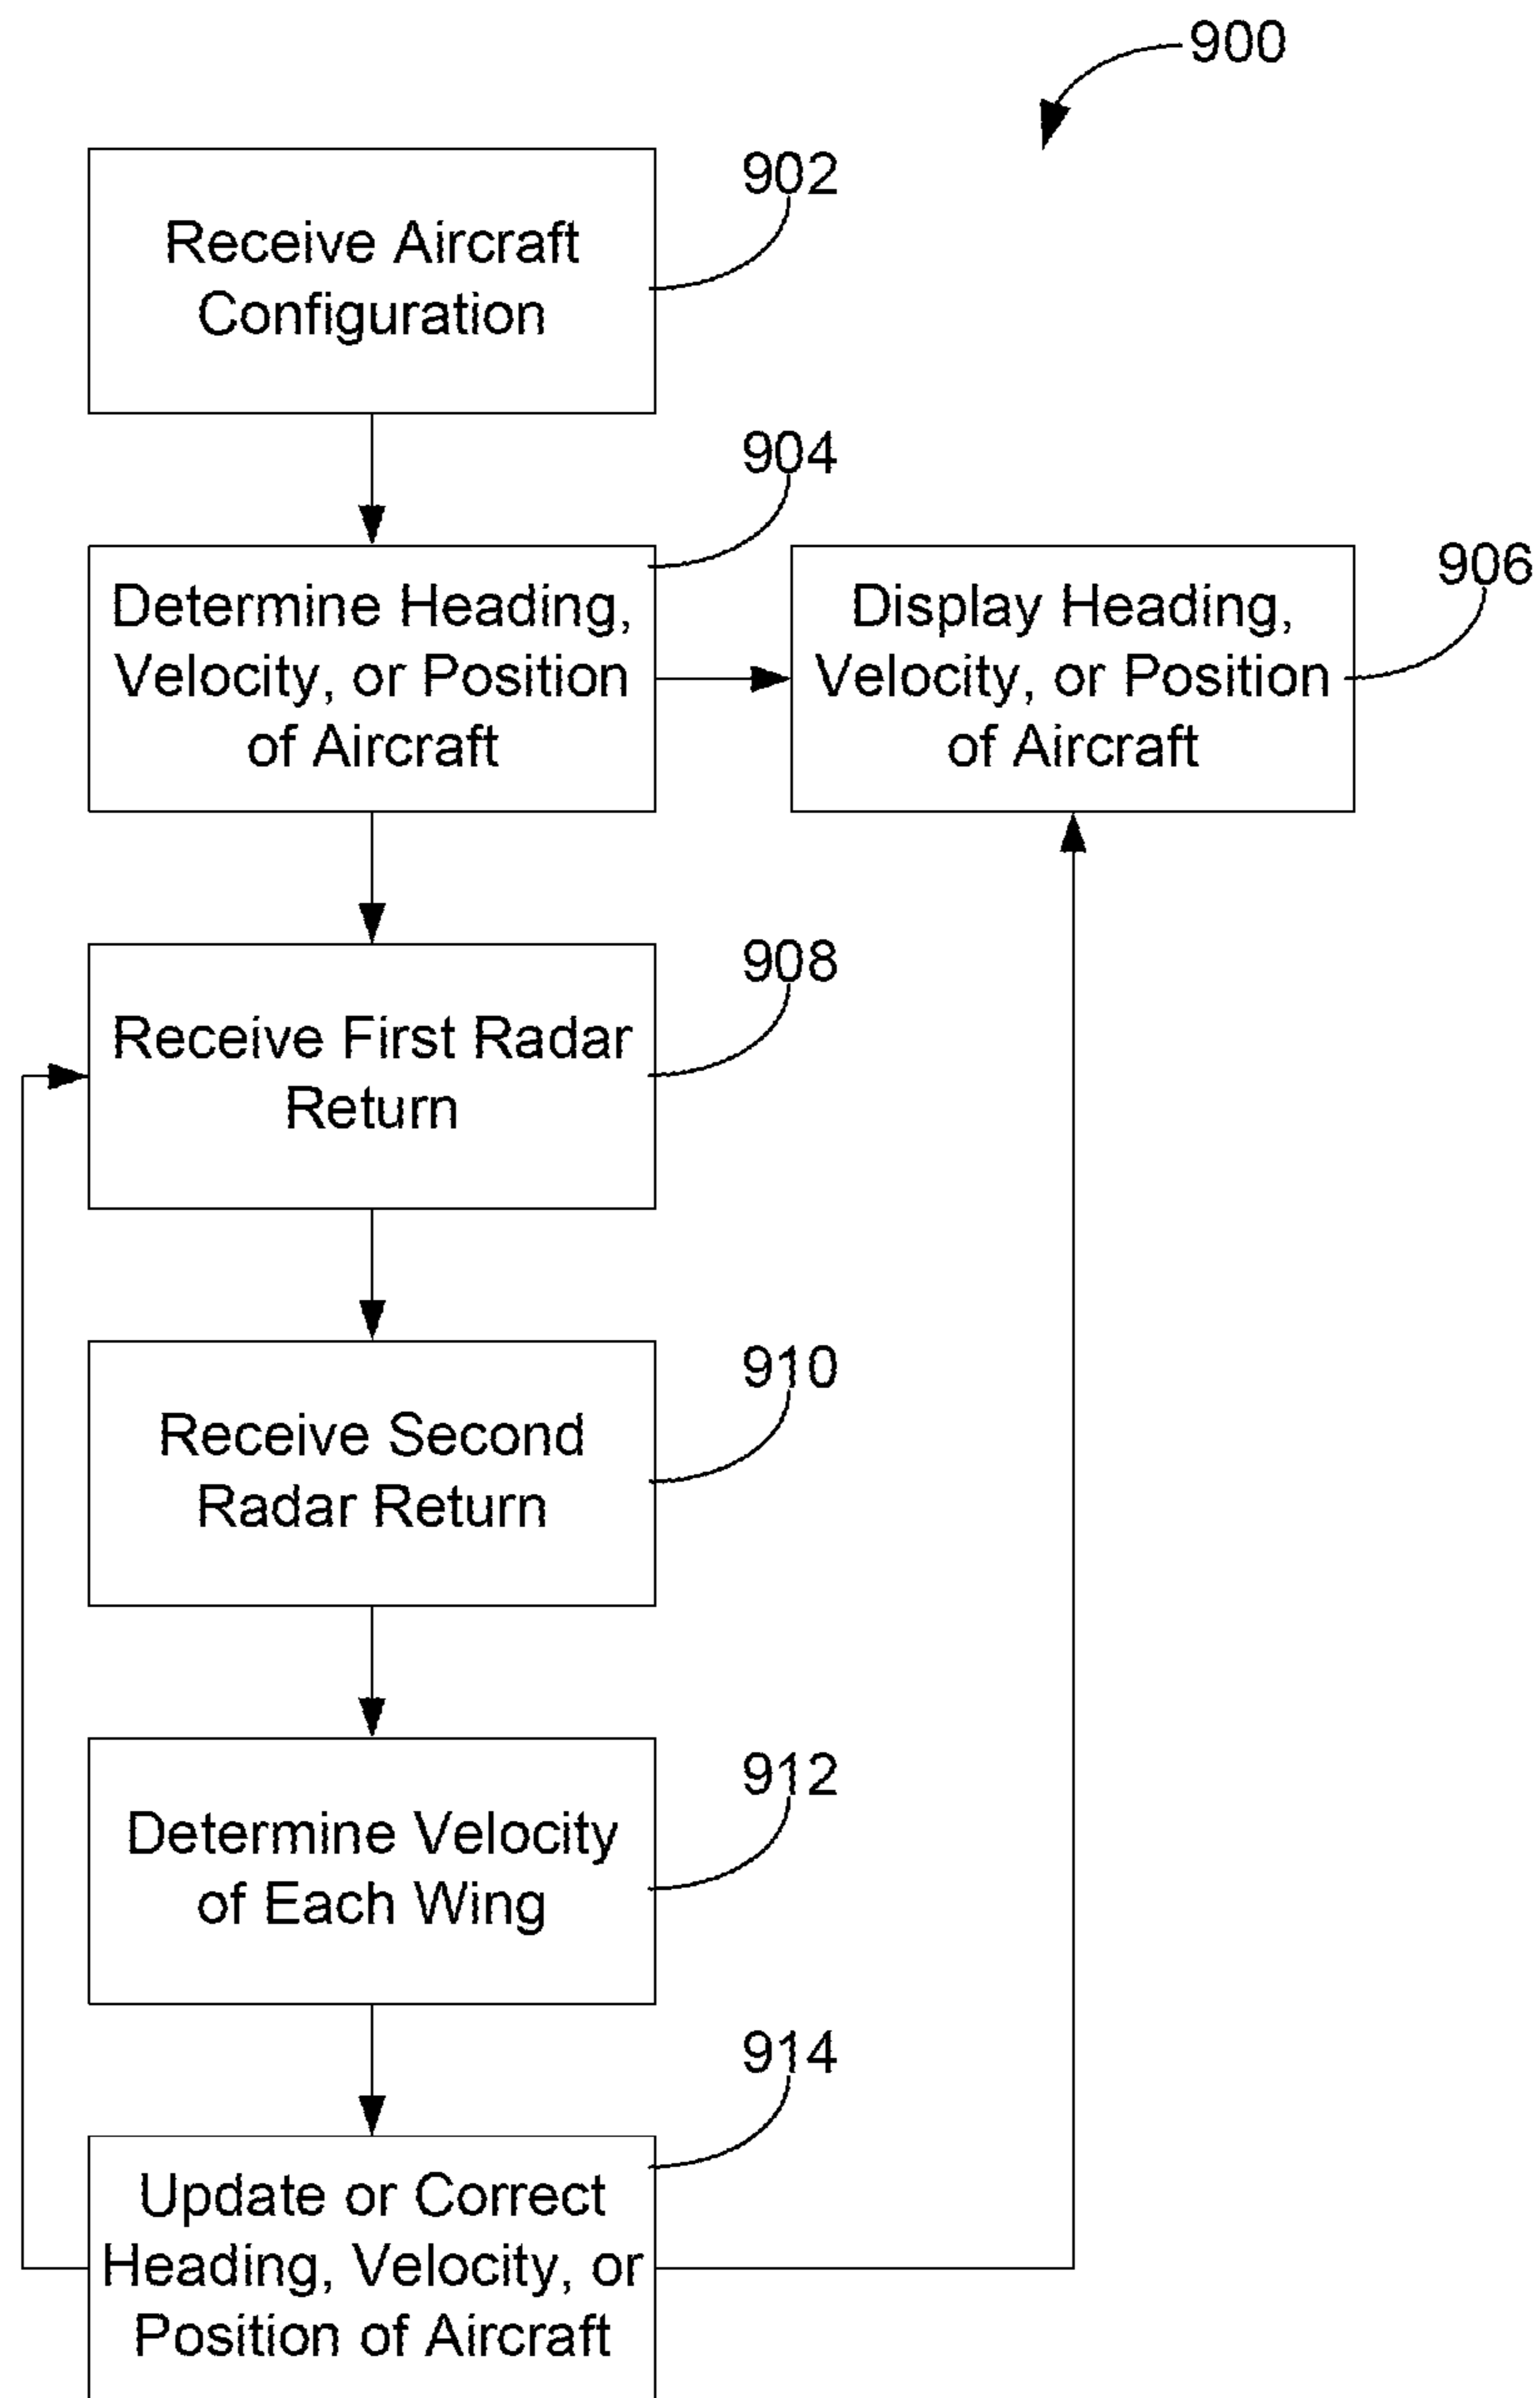 900
902
Receive Aircraft
Configuration
904
Determine Heading,
Velocity, or Position
of Aircraft
906
Display Heading,
Velocity, or Position
of Aircraft
908
Receive First Radar
Return
910
Receive Second
Radar Return
912
Determine Velocity
of Each Wing
914
Update or Correct
Heading, Velocity, or
Position of Aircraft